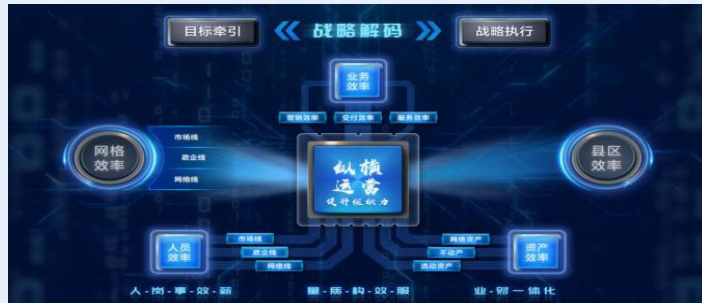 目标牵引
战略解码
战略执行
业务
效率
营销效率
交付效率
服务效率
网格
效率
市场线
政企线
网络线
纵横
运营
提升组织力
县区
效率
人员
效率
市场线
政企线
网络线
网络资产
不动产
流动资产
资产
效率
人-岗-事-效-薪
量-质-构-效-服
业-财一体化